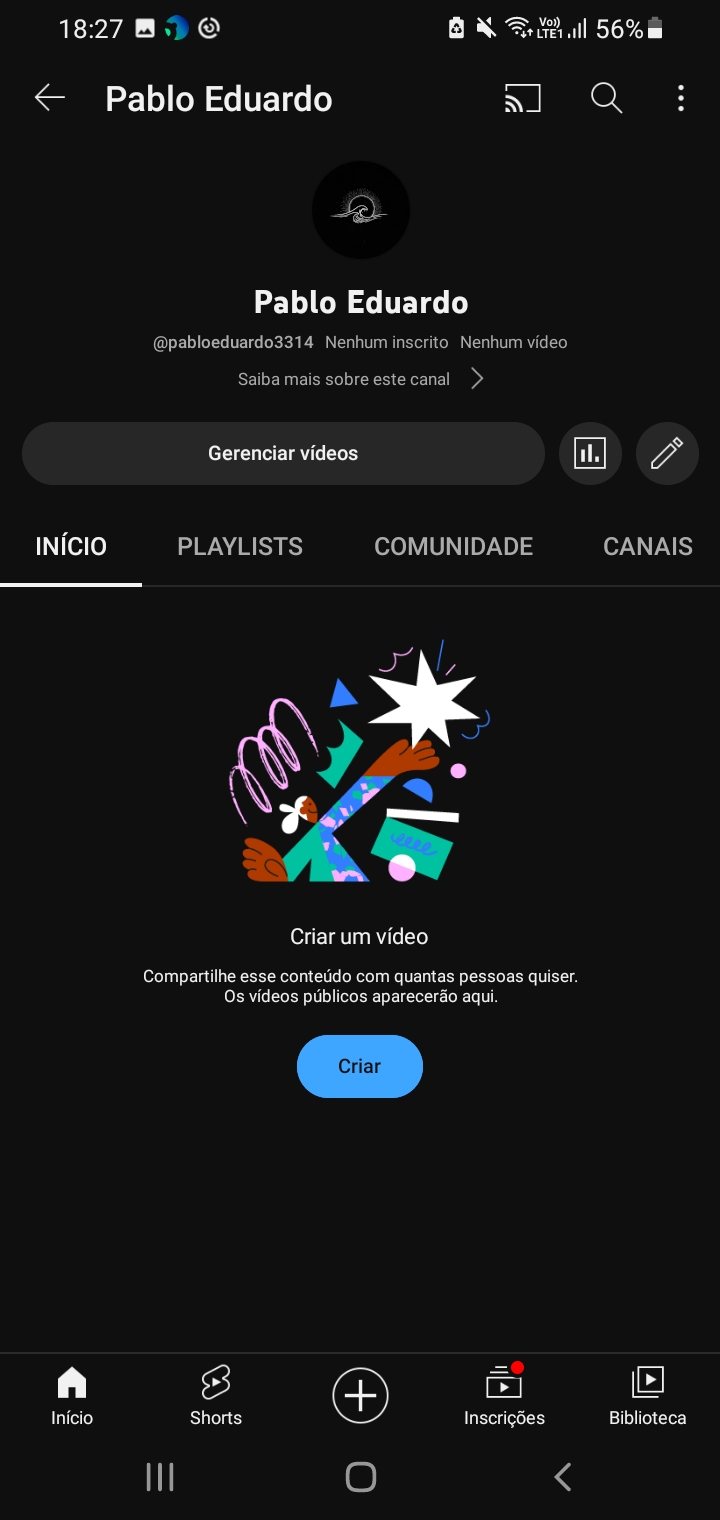 18:27 Vo)) LTE1 56%
Pablo Eduardo
Pablo Eduardo
@pabloeduardo3314 Nenhum inscrito Nenhum vídeo
Saiba mais sobre este canal
Gerenciar vídeos
INÍCIO PLAYLISTS COMUNIDADE CANAIS
Criar um vídeo
Compartilhe esse conteúdo com quantas pessoas quiser.
Os vídeos públicos aparecerão aqui.
Criar
Início Shorts Inscrições Biblioteca